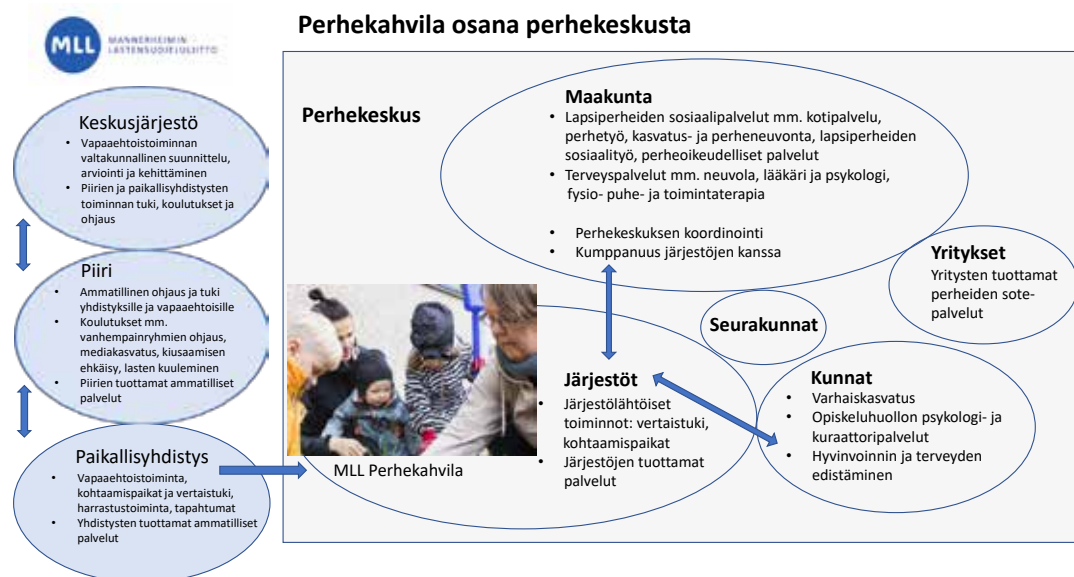 Perhekahvila osana perhekeskusta
MLL
MANNERHEIMIN
LASTENSUOJELULIITTO
Keskusjärjestö
• Vapaaehtoistoiminnan
valtakunnallinen suunnittelu,
arviointi ja kehittäminen
• Piirien ja paikallisyhdistysten
toiminnan tuki, koulutukset ja
ohjaus
Piiri
• Ammatillinen ohjaus ja tuki
yhdistyksille ja vapaaehtoisille
• Koulutukset mm.
vanhempainryhmien ohjaus,
mediakasvatus, kiusaamisen
ehkäisy, lasten kuuleminen
• Piirien tuottamat ammatilliset
palvelut
Paikallisyhdistys
• Vapaaehtoistoiminta,
kohtaamispaikat ja vertaistuki,
harrastustoiminta, tapahtumat
• Yhdistysten tuottamat ammatilliset
palvelut
Perhekeskus
Maakunta
• Lapsiperheiden sosiaalipalvelut mm. kotipalvelu,
perhetyö, kasvatus- ja perheneuvonta, lapsiperheiden
sosiaalityö, perheoikeudelliset palvelut
• Terveyspalvelut mm. neuvola, lääkäri ja psykologi,
fysio- puhe- ja toimintaterapia
• Perhekeskuksen koordinointi
• Kumppanuus järjestöjen kanssa
Yritykset
Yritysten tuottamat
perheiden sote-
palvelut
Seurakunnat
MLL Perhekahvila
Järjestöt
• Järjestölähtöiset
toiminnot: vertaistuki,
kohtaamispaikat
• Järjestöjen tuottamat
palvelut
Kunnat
• Varhaiskasvatus
• Opiskeluhuollon psykologi- ja
kuraattoripalvelut
• Hyvinvoinnin ja terveyden
edistäminen